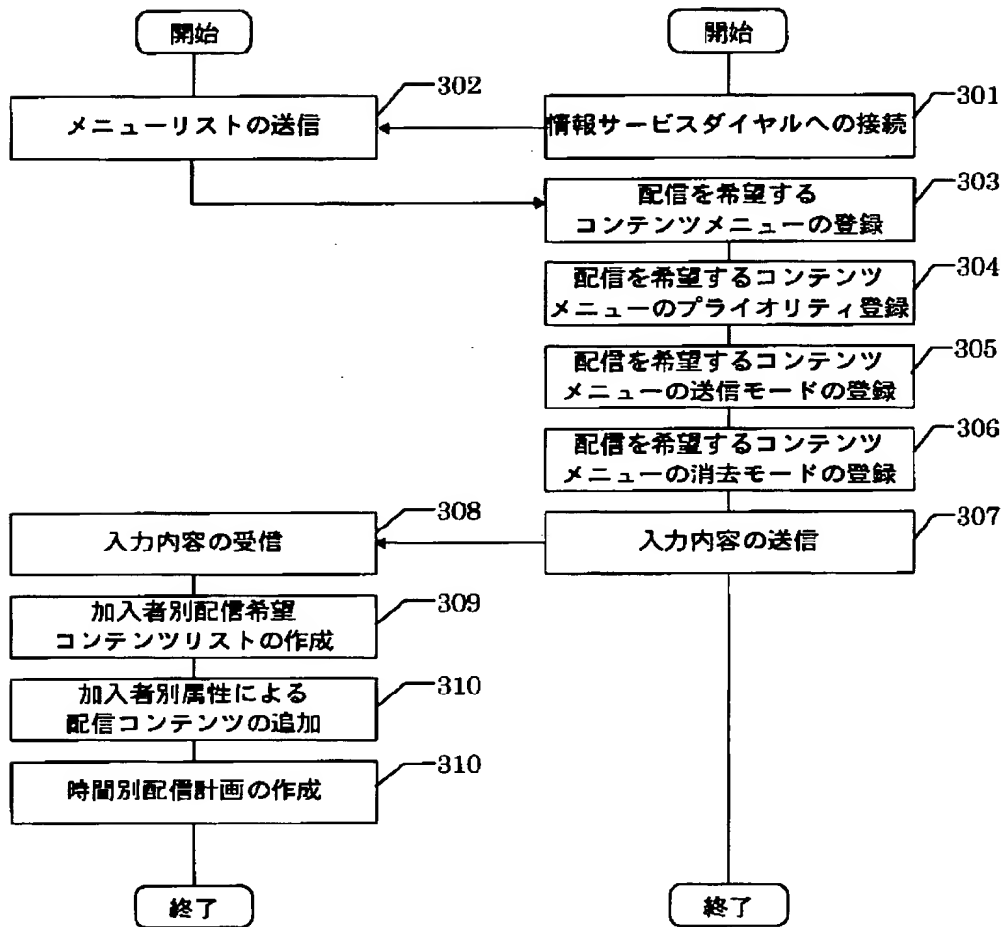 開始
開始
302
メニューリストの送信
301
情報サービスダイヤルへの接続
303
配信を希望する
コンテンツメニューの登録
304
配信を希望するコンテンツ
メニューのプライオリティ登録
305
配信を希望するコンテンツ
メニューの送信モードの登録
306
配信を希望するコンテンツ
メニューの消去モードの登録
308
入力内容の受信
307
入力内容の送信
309
加入者別配信希望
コンテンツリストの作成
310
加入者別属性による
配信コンテンツの追加
310
時間別配信計画の作成
終了
終了